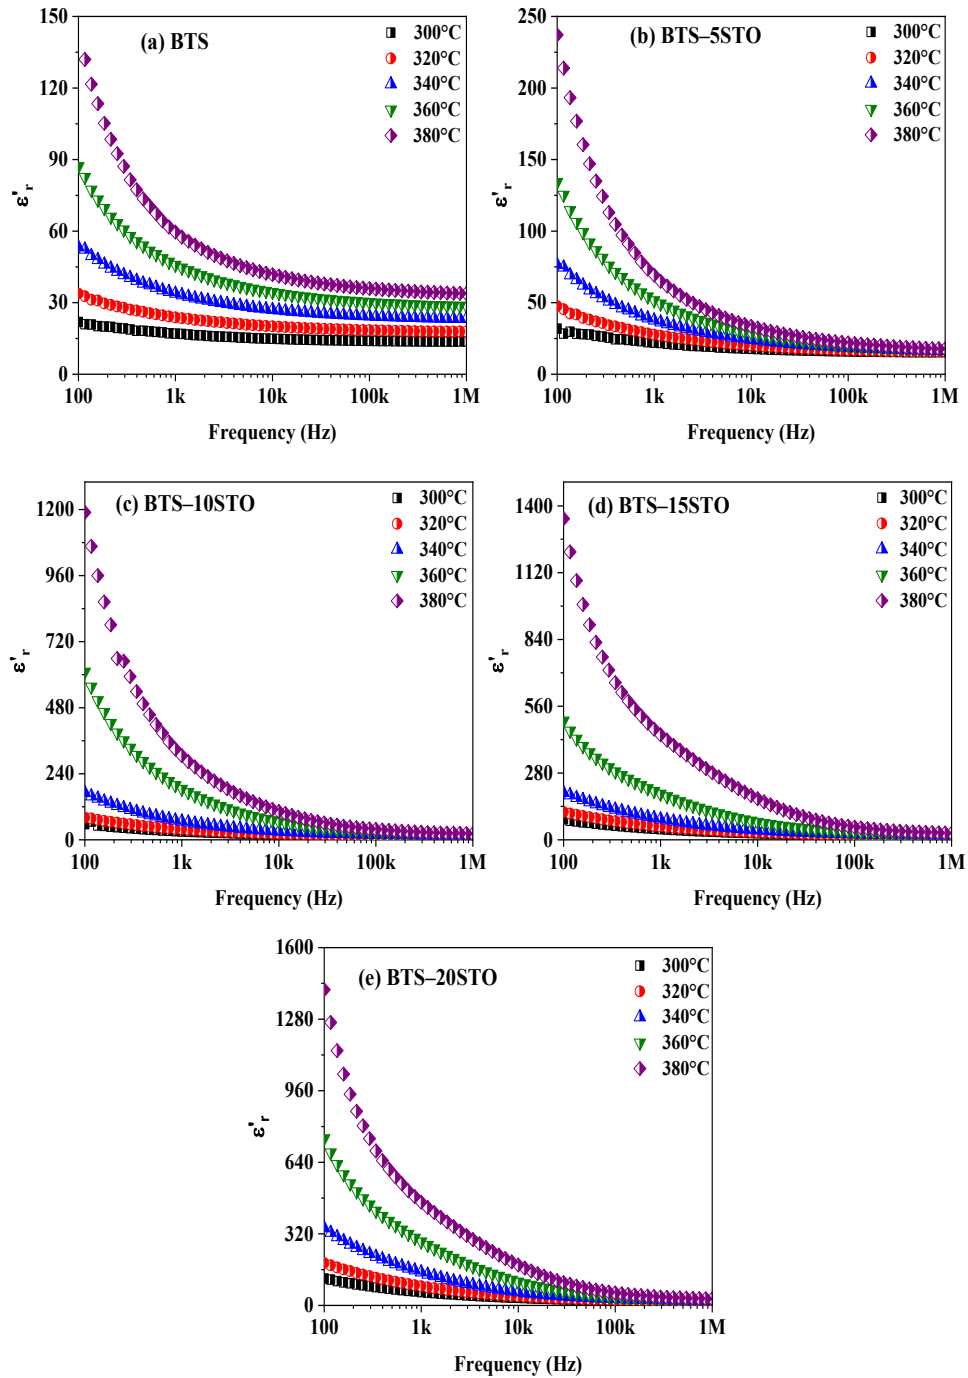 (a) BTS
300°C
320°C
340°C
360°C
380°C
150
120
90
60
30
0
ε'r
100 1k 10k 100k 1M
Frequency (Hz)
(b) BTS–5STO
300°C
320°C
340°C
360°C
380°C
250
200
150
100
50
0
ε'r
100 1k 10k 100k 1M
Frequency (Hz)
(c) BTS–10STO
300°C
320°C
340°C
360°C
380°C
1200
960
720
480
240
0
ε'r
100 1k 10k 100k 1M
Frequency (Hz)
(d) BTS–15STO
300°C
320°C
340°C
360°C
380°C
1400
1120
840
560
280
0
ε'r
100 1k 10k 100k 1M
Frequency (Hz)
(e) BTS–20STO
300°C
320°C
340°C
360°C
380°C
1600
1280
960
640
320
0
ε'r
100 1k 10k 100k 1M
Frequency (Hz)